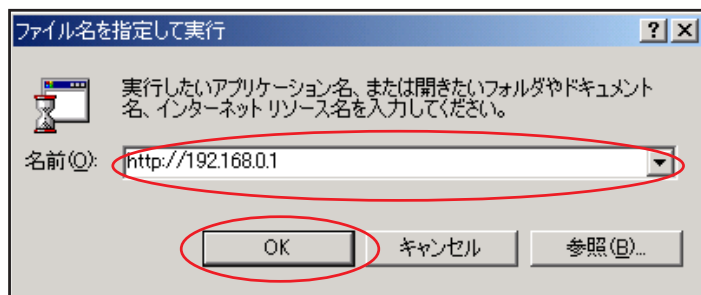 ファイル名を指定して実行
実行したいアプリケーション名、または開きたいフォルダやドキュメント
名、インターネット リソース名を入力してください。
名前(O): http://192.168.0.1
OK キャンセル 参照(B)...